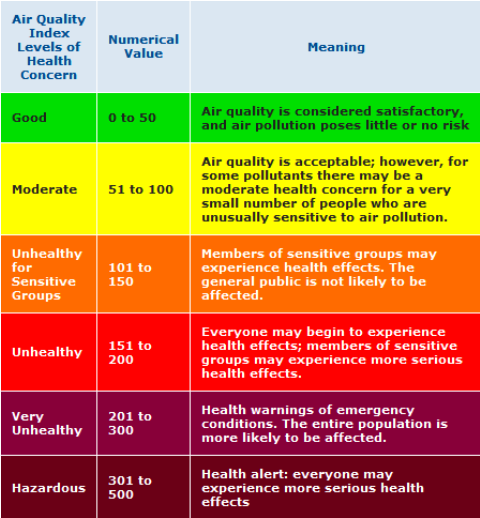 Air Quality
Index
Levels of
Health
Concern
Numerical
Value
Meaning
Good
0 to 50
Air quality is considered satisfactory,
and air pollution poses little or no risk
Moderate
51 to 100
Air quality is acceptable; however, for
some pollutants there may be a
moderate health concern for a very
small number of people who are
unusually sensitive to air pollution.
Unhealthy
for
Sensitive
Groups
101 to
150
Members of sensitive groups may
experience health effects. The
general public is not likely to be
affected.
Unhealthy
151 to
200
Everyone may begin to experience
health effects; members of sensitive
groups may experience more serious
health effects.
Very
Unhealthy
201 to
300
Health warnings of emergency
conditions. The entire population is
more likely to be affected.
Hazardous
301 to
500
Health alert: everyone may
experience more serious health
effects